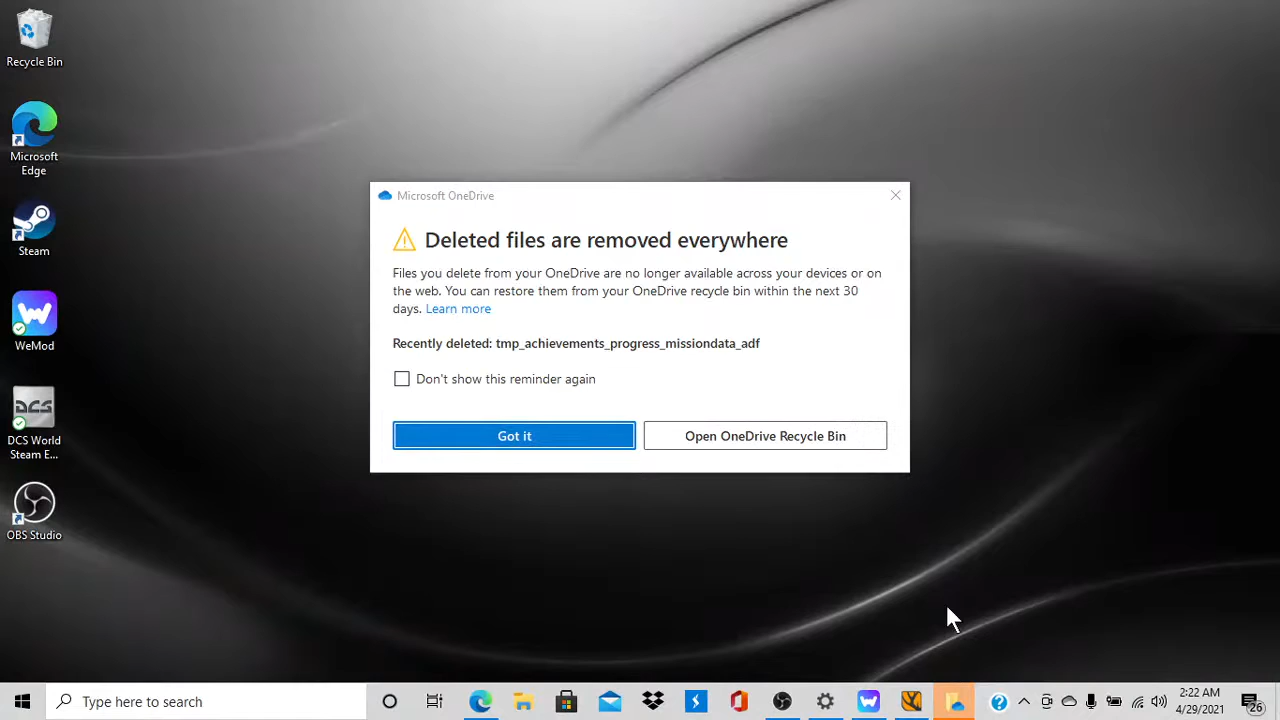 Recycle Bin
Microsoft
Edge
Steam
WeMod
DCS
DCS World
Steam E...
OBS Studio
Microsoft OneDrive
Deleted files are removed everywhere
Files you delete from your OneDrive are no longer available across your devices or on
the web. You can restore them from your OneDrive recycle bin within the next 30
days. Learn more
Recently deleted: tmp_achievements_progress_missiondata_adf
Don't show this reminder again
Got it
Open OneDrive Recycle Bin
Type here to search
2:22 AM
4/29/2021
26